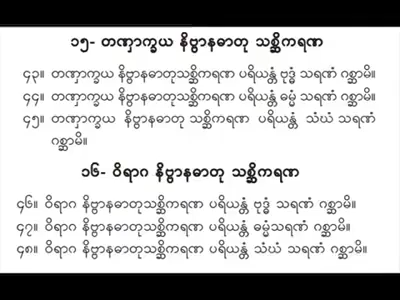 ၁၅- တဏှာက္ခယ နိဗ္ဗာနဓာတု သစ္ဆိကရဏ
၄၃။ တဏှာက္ခယ နိဗ္ဗာနဓာတုသစ္ဆိကရဏ ပရိယန္တံ ဗုဒ္ဓံ သရဏံ ဂစ္ဆာမိ။
၄၄။ တဏှာက္ခယ နိဗ္ဗာနဓာတုသစ္ဆိကရဏ ပရိယန္တံ ဓမ္မံ သရဏံ ဂစ္ဆာမိ။
၄၅။ တဏှာက္ခယ နိဗ္ဗာနဓာတု သစ္ဆိကရဏ ပရိယန္တံ သံဃံ သရဏံ
ဂစ္ဆာမိ။
၁၆- ဝိရာဂ နိဗ္ဗာနဓာတု သစ္ဆိကရဏ
၄၆။ ဝိရာဂ နိဗ္ဗာနဓာတုသစ္ဆိကရဏ ပရိယန္တံ ဗုဒ္ဓံ သရဏံ ဂစ္ဆာမိ။
၄၇။ ဝိရာဂ နိဗ္ဗာနဓာတုသစ္ဆိကရဏ ပရိယန္တံ ဓမ္မံသရဏံ ဂစ္ဆာမိ။
၄၈။ ဝိရာဂ နိဗ္ဗာနဓာတုသစ္ဆိကရဏ ပရိယန္တံ သံဃံ သရဏံ ဂစ္ဆာမိ။